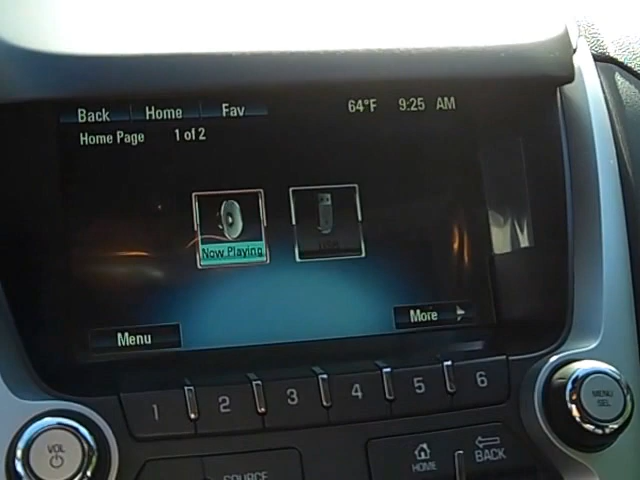 Back Home Fav 64°F 9:25 AM
Home Page 1 of 2
Now Playing USB
Menu More
1 2 3 4 5 6
MENU
SEL
VOL
HOME BACK
SOURCE